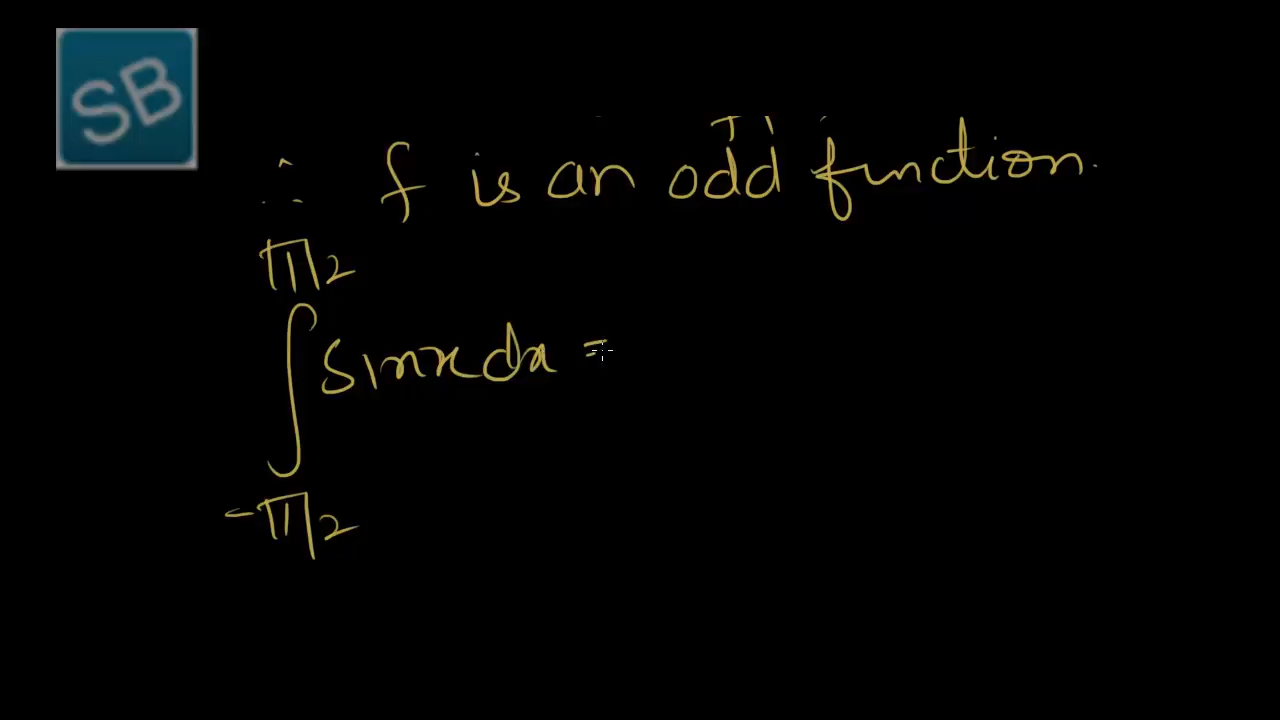 SB
∴ f is an odd function.
π/2
∫ sinx dx =
-π/2